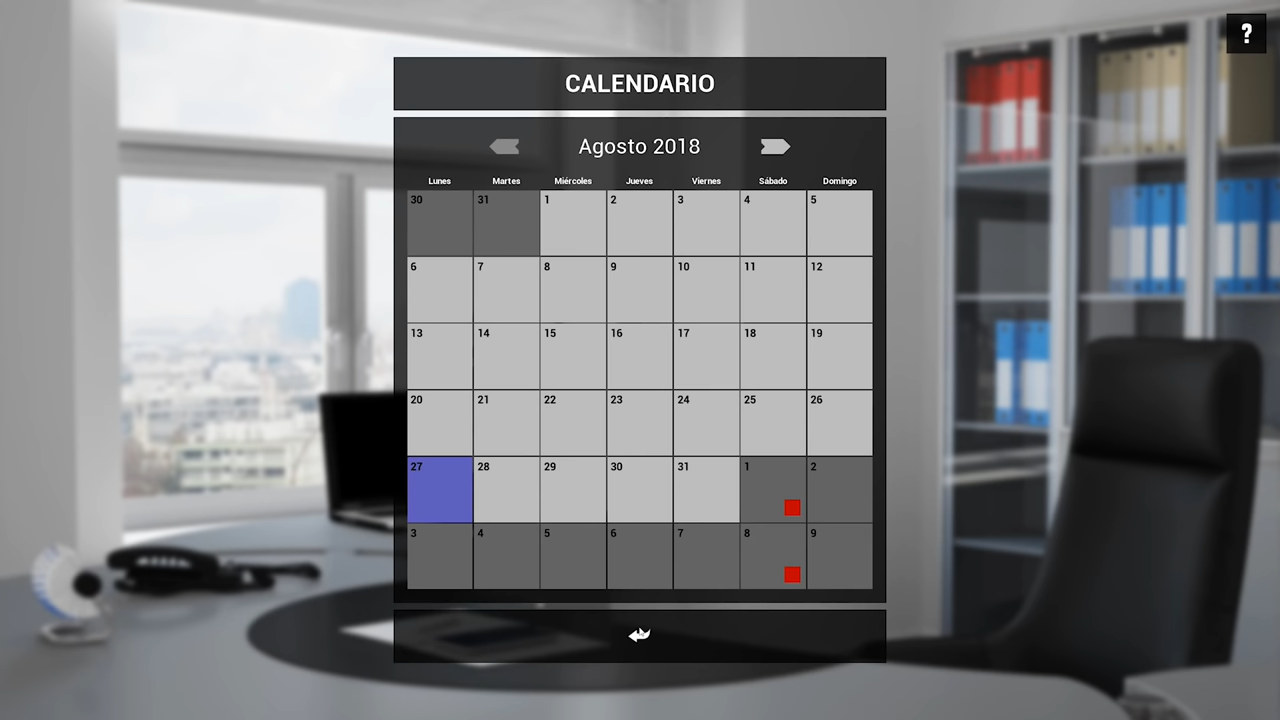 ?
CALENDARIO
Agosto 2018
Lunes Martes Miércoles Jueves Viernes Sábado Domingo
30 31 1 2 3 4 5
6 7 8 9 10 11 12
13 14 15 16 17 18 19
20 21 22 23 24 25 26
27 28 29 30 31 1 2
3 4 5 6 7 8 9